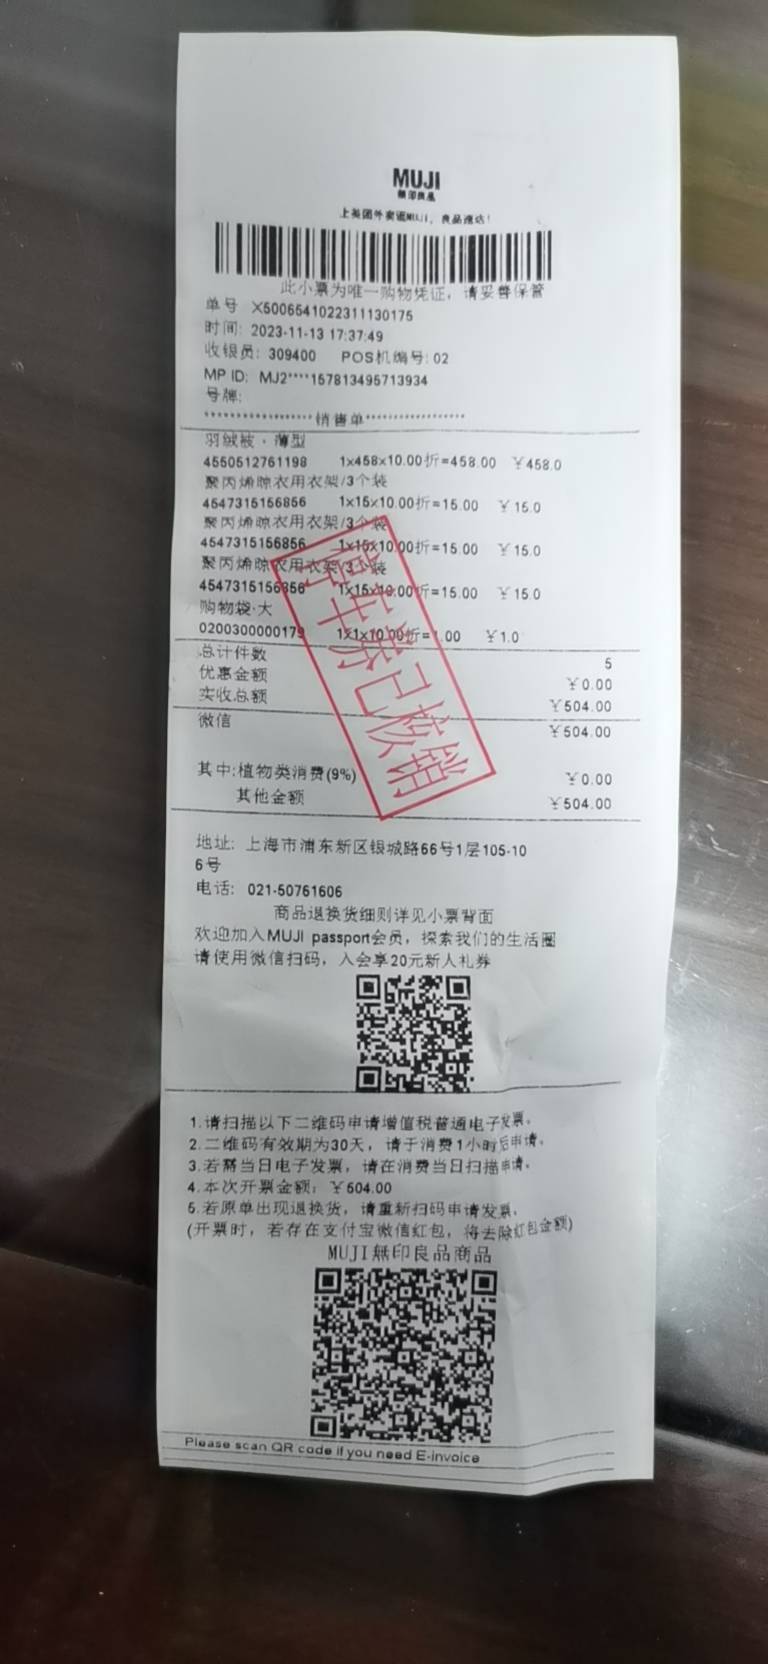 MUJI
無印良品
上美团外卖逛MUJI，良品速达！
此小票为唯一购物凭证，请妥善保管
单号 X5006541022311130175
时间: 2023-11-13 17:37:49
收银员: 309400 POS机编号: 02
MP ID: MJ2****157813495713934
号牌:
******************销售单******************
羽绒被·薄型
4550512761198 1x458x10.00折=458.00 ￥458.0
聚丙烯晾衣用衣架/3个装
4547315156856 1x15x10.00折=15.00 ￥15.0
聚丙烯晾衣用衣架/3个装
4547315156856 1x15x10.00折=15.00 ￥15.0
聚丙烯晾衣用衣架/3个装
4547315156856 1x15x10.00折=15.00 ￥15.0
购物袋·大
0200300000179 1x1x10.00折=1.00 ￥1.0
总计件数 5
优惠金额 ￥0.00
实收总额 ￥504.00
微信 ￥504.00
其中:植物类消费(9%) ￥0.00
其他金额 ￥504.00
停车券已核销
地址: 上海市浦东新区银城路66号1层105-10
6号
电话: 021-50761606
商品退换货细则详见小票背面
欢迎加入MUJI passport会员，探索我们的生活圈
请使用微信扫码，入会享20元新人礼券
1.请扫描以下二维码申请增值税普通电子发票。
2.二维码有效期为30天，请于消费1小时后申请。
3.若需当日电子发票，请在消费当日扫描申请。
4.本次开票金额：￥504.00
5.若原单出现退换货，请重新扫码申请发票。
(开票时，若存在支付宝微信红包，将去除红包金额)
MUJI無印良品商品
Please scan QR code if you need E-invoice